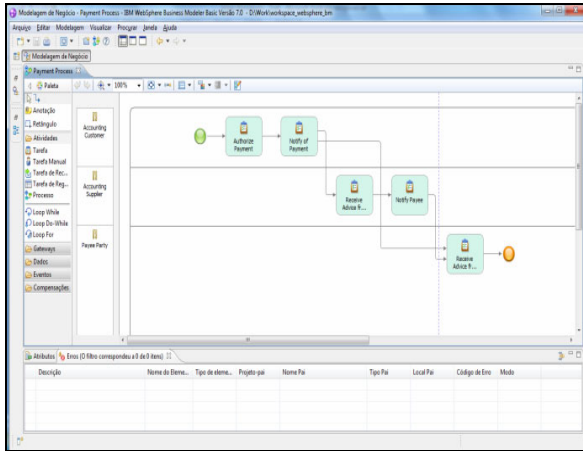 Modelagem de Negócio - Payment Process - IBM WebSphere Business Modeler Basic Versão 7.0 - D:\Work\workspace_websphere_bm
Arquivo Editar Modelagem Visualizar Procurar Janela Ajuda
Modelagem de Negócio
Payment Process
Paleta
100%
Anotação
Retângulo
Atividades
Tarefa
Tarefa Manual
Tarefa de Rec...
Tarefa de Reg...
Processo
Loop While
Loop Do-While
Loop For
Gateways
Dados
Eventos
Compensações
Accounting
Customer
Accounting
Supplier
Payee Party
Authorize
Payment
Notify of
Payment
Receive
Advice
Notify Payee
Receive
Advice
Atributos
Erros (O filtro correspondeu a 0 de 0 itens)
Descrição Nome do Eleme... Tipo de eleme... Projeto-pai Nome Pai Tipo Pai Local Pai Código de Erro Modo